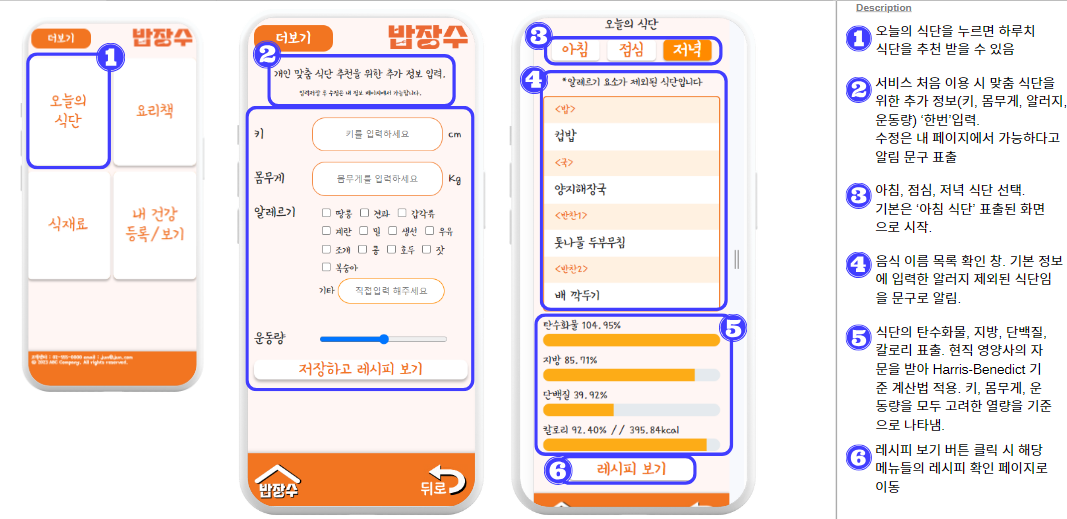 더보기
밥장수
1
오늘의
식단
요리책
식재료
내 건강
등록/보기
더보기
밥장수
2
개인 맞춤 식단 추천을 위한 추가 정보 입력.
키
키를 입력하세요
cm
몸무게
몸무게를 입력하세요
Kg
알레르기
땅콩 견과 갑각류
계란 밀 생선 우유
조개 콩 호두 잣
복숭아
기타
직접입력 해주세요
운동량
저장하고 레시피 보기
밥장수
뒤로
오늘의 식단
3
아침
점심
저녁
4
*알레르기 요소가 제외된 식단입니다
<밥>
컵밥
<국>
양지해장국
<반찬1>
돗나물 두부무침
<반찬2>
배 깍두기
5
탄수화물 104.95%
지방 85.71%
단백질 39.92%
칼로리 92.40% // 395.84kcal
6
레시피 보기
Description
1
오늘의 식단을 누르면 하루치
식단을 추천 받을 수 있음
2
서비스 처음 이용 시 맞춤 식단을
위한 추가 정보(키, 몸무게, 알러지,
운동량) ‘한번’입력.
수정은 내 페이지에서 가능하다고
알림 문구 표출
3
아침, 점심, 저녁 식단 선택.
기본은 ‘아침 식단’ 표출된 화면
으로 시작.
4
음식 이름 목록 확인 창. 기본 정보
에 입력한 알러지 제외된 식단임
을 문구로 알림.
5
식단의 탄수화물, 지방, 단백질,
칼로리 표출. 현직 영양사의 자
문을 받아 Harris-Benedict 기
준 계산법 적용. 키, 몸무게, 운
동량을 모두 고려한 열량을 기준
으로 나타냄.
6
레시피 보기 버튼 클릭 시 해당
메뉴들의 레시피 확인 페이지로
이동